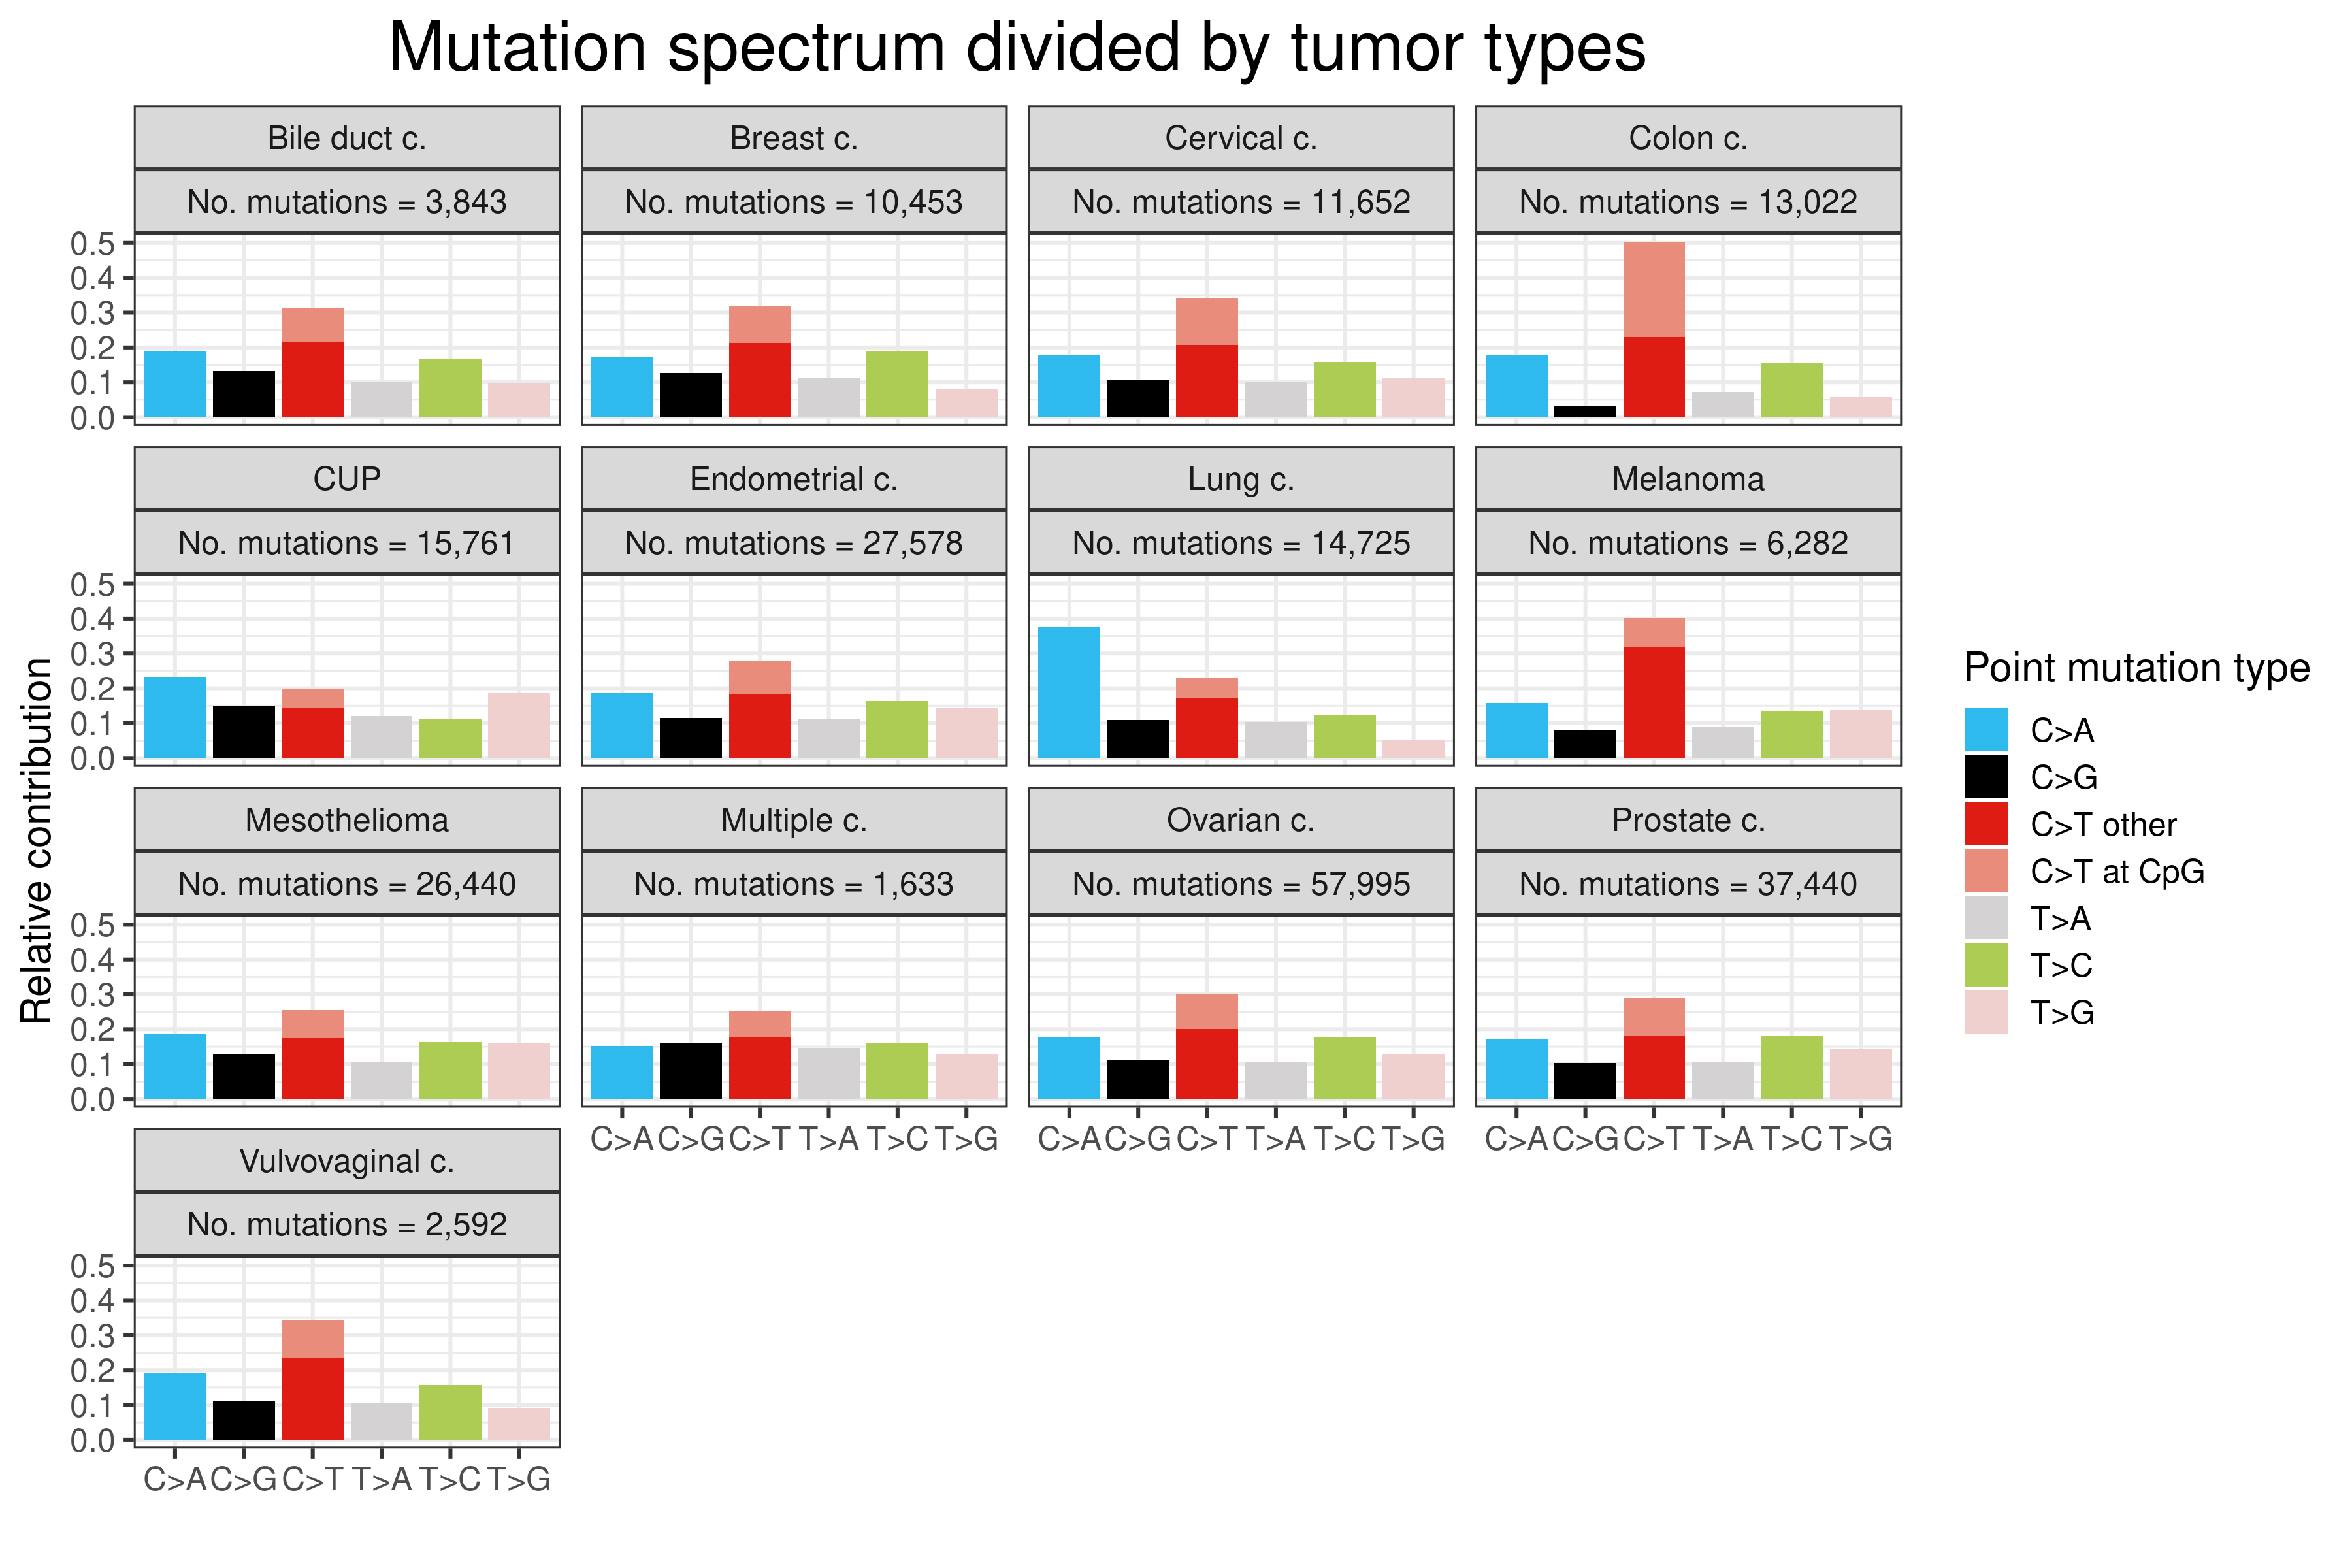 Mutation spectrum divided by tumor types
Bile duct c.
Breast c.
Cervical c.
Colon c.
No. mutations = 3,843
No. mutations = 10,453
No. mutations = 11,652
No. mutations = 13,022
0.5
0.4
0.3
0.2
0.1
0.0
CUP
Endometrial c.
Lung c.
Melanoma
No. mutations = 15,761
No. mutations = 27,578
No. mutations = 14,725
No. mutations = 6,282
0.5
0.4
0.3
0.2
0.1
0.0
Mesothelioma
Multiple c.
Ovarian c.
Prostate c.
No. mutations = 26,440
No. mutations = 1,633
No. mutations = 57,995
No. mutations = 37,440
0.5
0.4
0.3
0.2
0.1
0.0
C>A C>G C>T T>A T>C T>G
C>A C>G C>T T>A T>C T>G
C>A C>G C>T T>A T>C T>G
Vulvovaginal c.
No. mutations = 2,592
0.5
0.4
0.3
0.2
0.1
0.0
C>A C>G C>T T>A T>C T>G
Relative contribution
Point mutation type
C>A
C>G
C>T other
C>T at CpG
T>A
T>C
T>G